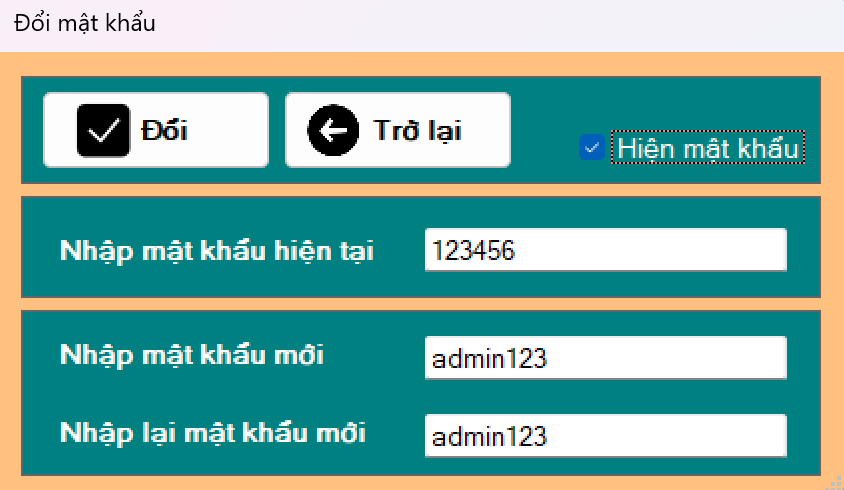 Đổi mật khẩu
Đổi
Trở lại
Hiện mật khẩu
Nhập mật khẩu hiện tại
123456
Nhập mật khẩu mới
admin123
Nhập lại mật khẩu mới
admin123